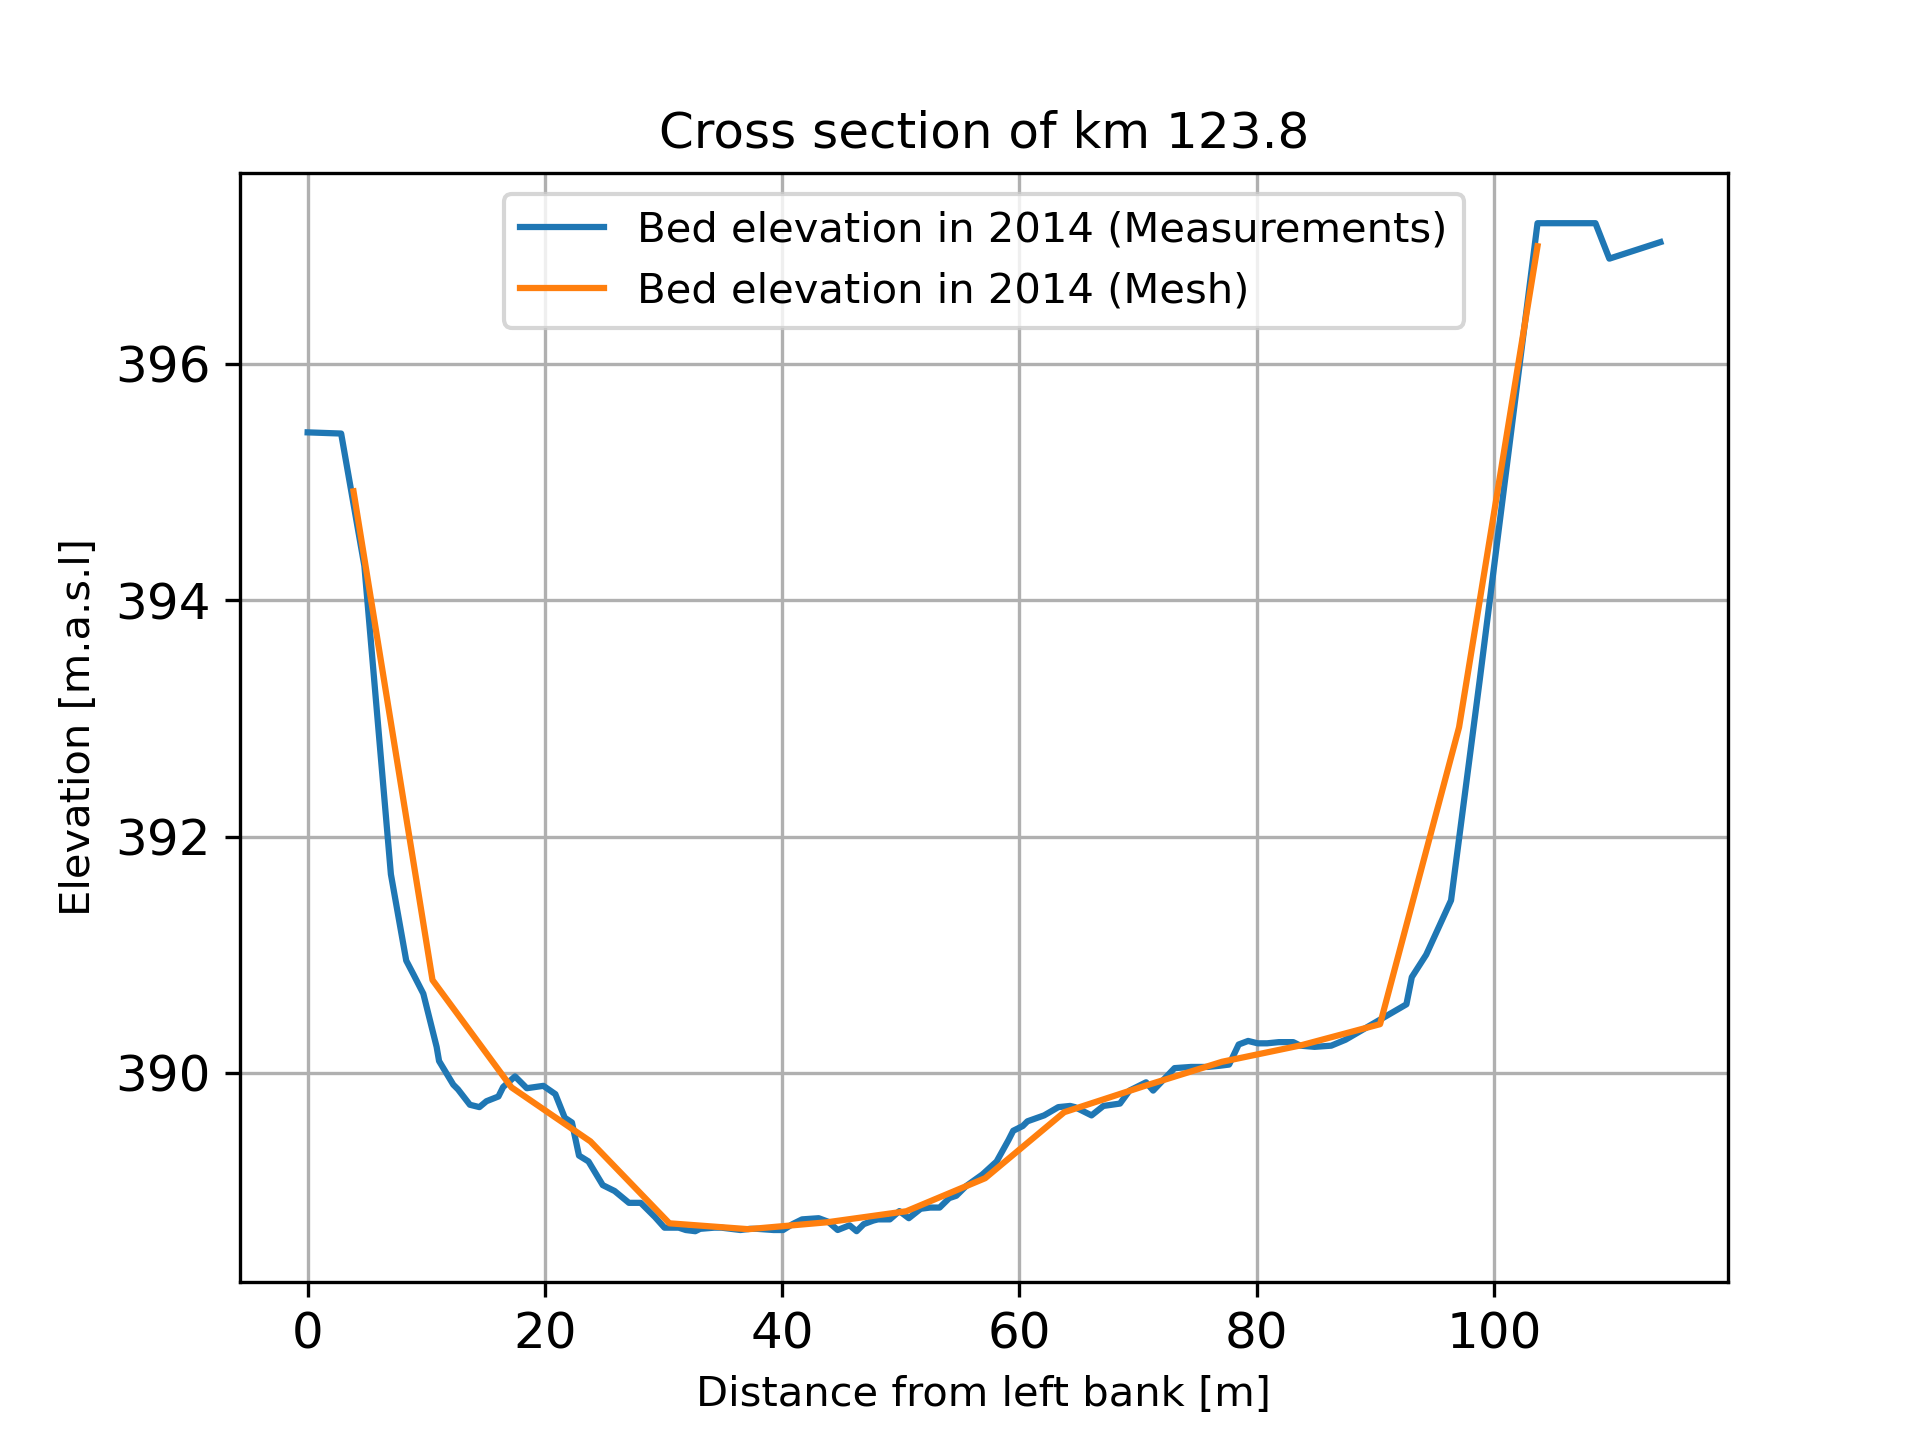 Cross section of km 123.8
Bed elevation in 2014 (Measurements)
Bed elevation in 2014 (Mesh)
396
394
392
390
Elevation [m.a.s.l]
0 20 40 60 80 100
Distance from left bank [m]